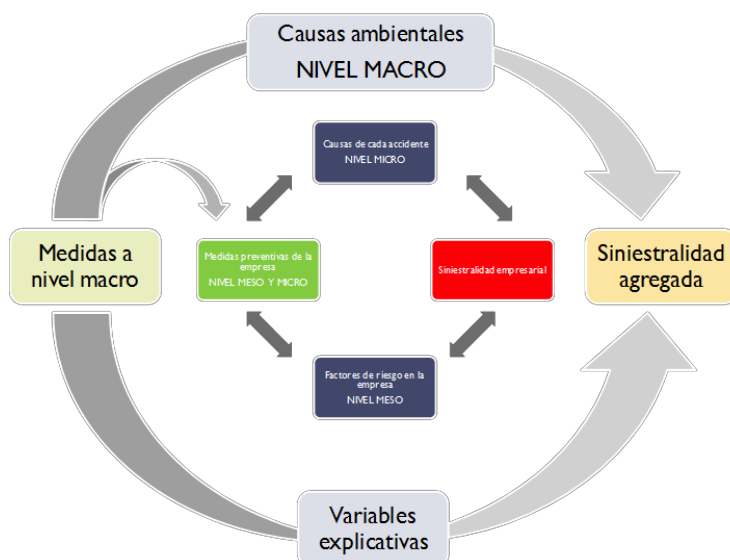 Causas ambientales
NIVEL MACRO
Causas de cada accidente
NIVEL MICRO
Medidas a
nivel macro
Medidas preventivas de la
empresa
NIVEL MESO Y MICRO
Siniestralidad empresarial
Siniestralidad
agregada
Factores de riesgo en la
empresa
NIVEL MESO
Variables
explicativas